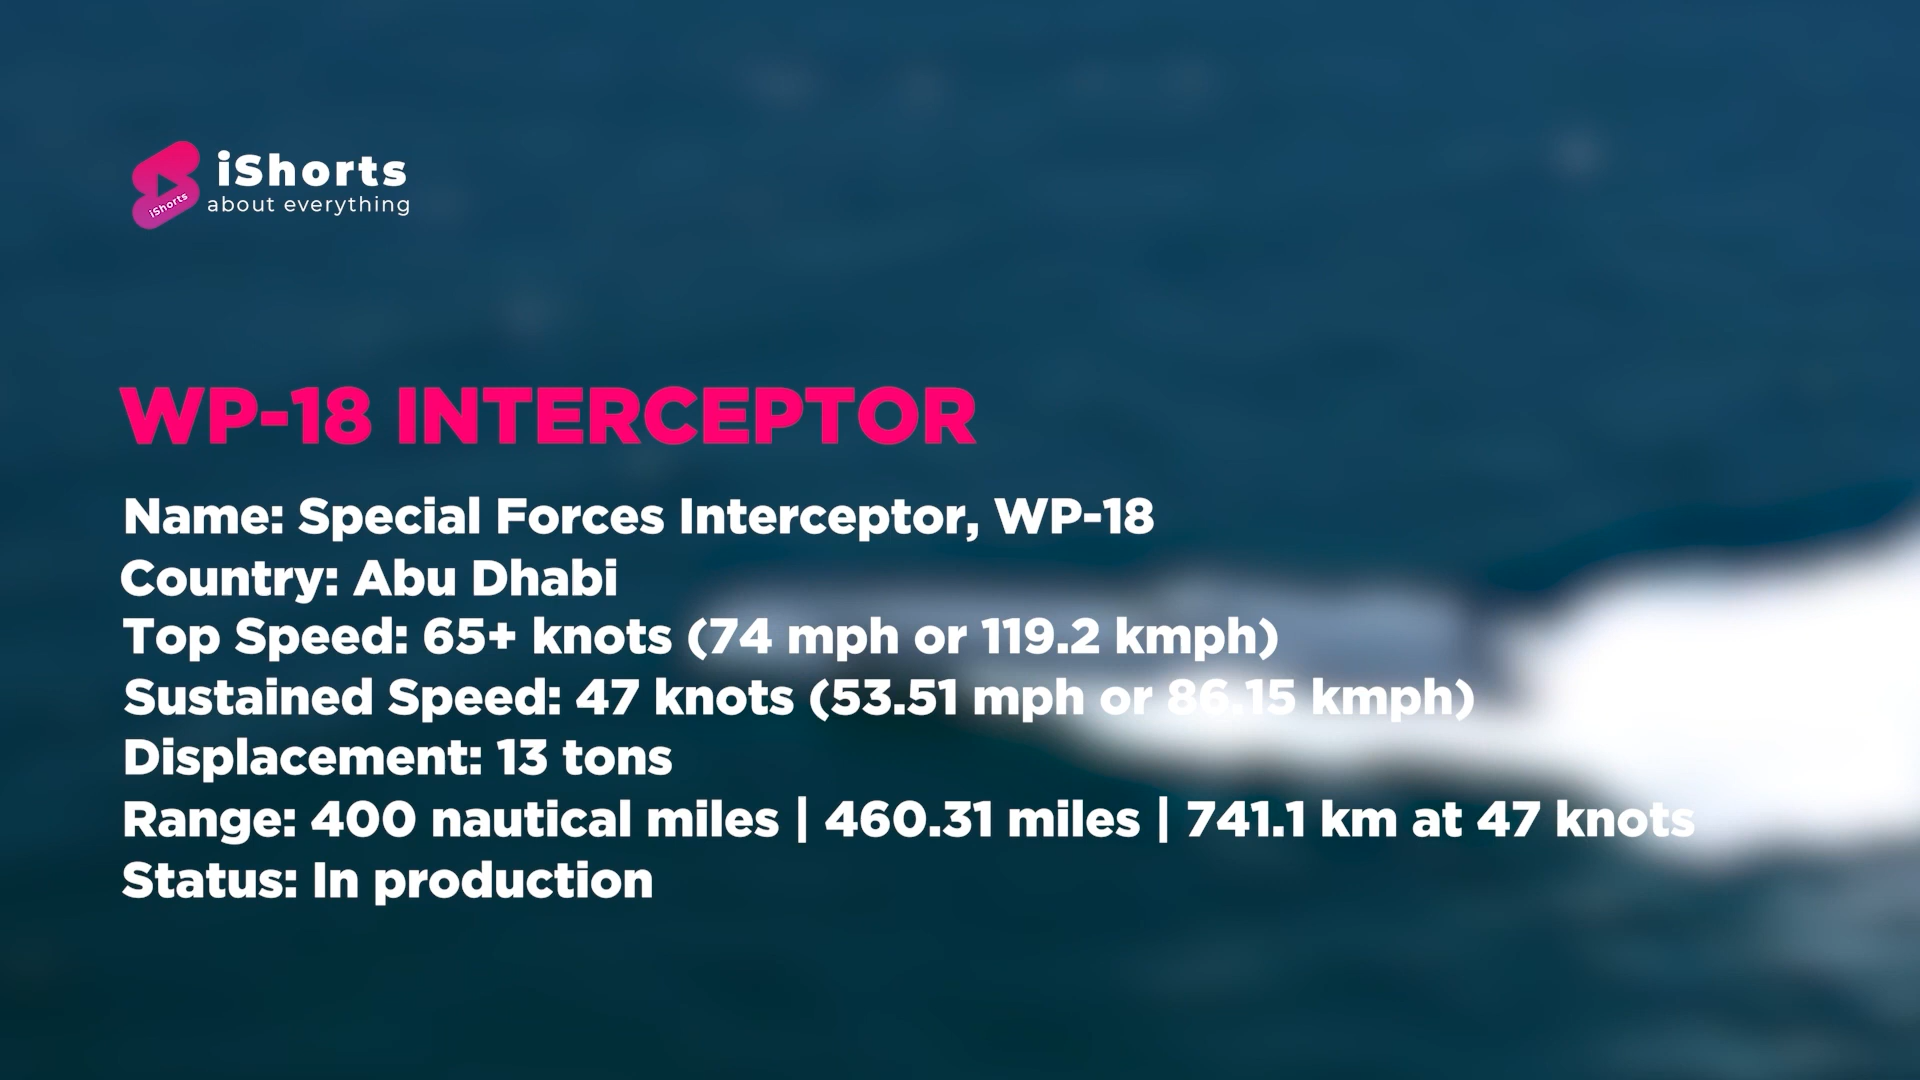 iShorts
about everything
iShorts
WP-18 INTERCEPTOR
Name: Special Forces Interceptor, WP-18
Country: Abu Dhabi
Top Speed: 65+ knots (74 mph or 119.2 kmph)
Sustained Speed: 47 knots (53.51 mph or 86.15 kmph)
Displacement: 13 tons
Range: 400 nautical miles | 460.31 miles | 741.1 km at 47 knots
Status: In production